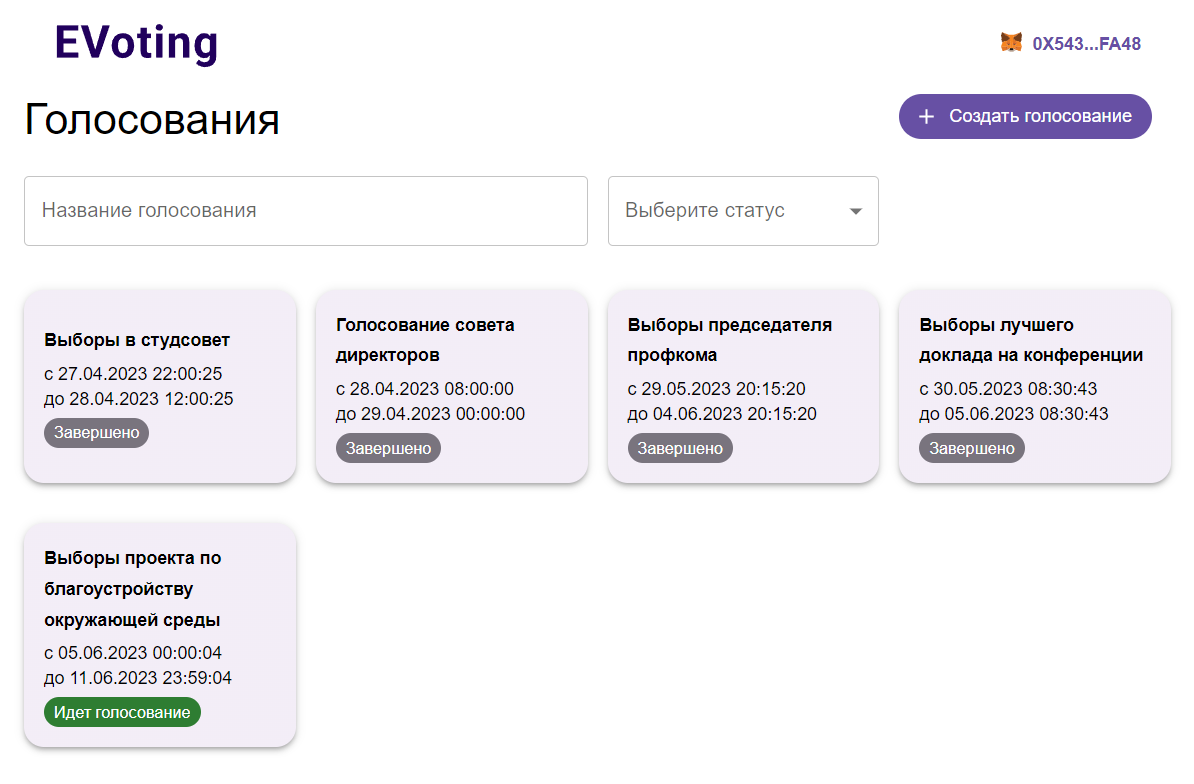 EVoting
0X543...FA48
Голосования
Создать голосование
Название голосования
Выберите статус
Выборы в студсовет
с 27.04.2023 22:00:25
до 28.04.2023 12:00:25
Завершено
Голосование совета
директоров
с 28.04.2023 08:00:00
до 29.04.2023 00:00:00
Завершено
Выборы председателя
профкома
с 29.05.2023 20:15:20
до 04.06.2023 20:15:20
Завершено
Выборы лучшего
доклада на конференции
с 30.05.2023 08:30:43
до 05.06.2023 08:30:43
Завершено
Выборы проекта по
благоустройству
окружающей среды
с 05.06.2023 00:00:04
до 11.06.2023 23:59:04
Идет голосование